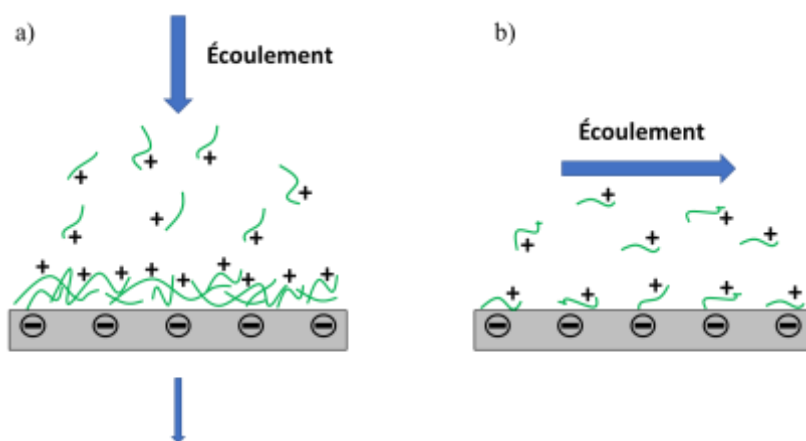 a)
Écoulement
b)
Écoulement
+ + +
+ + + +
+ + + + + + + +
− − − − −
+ + + + + +
+ + + + +
− − − − −